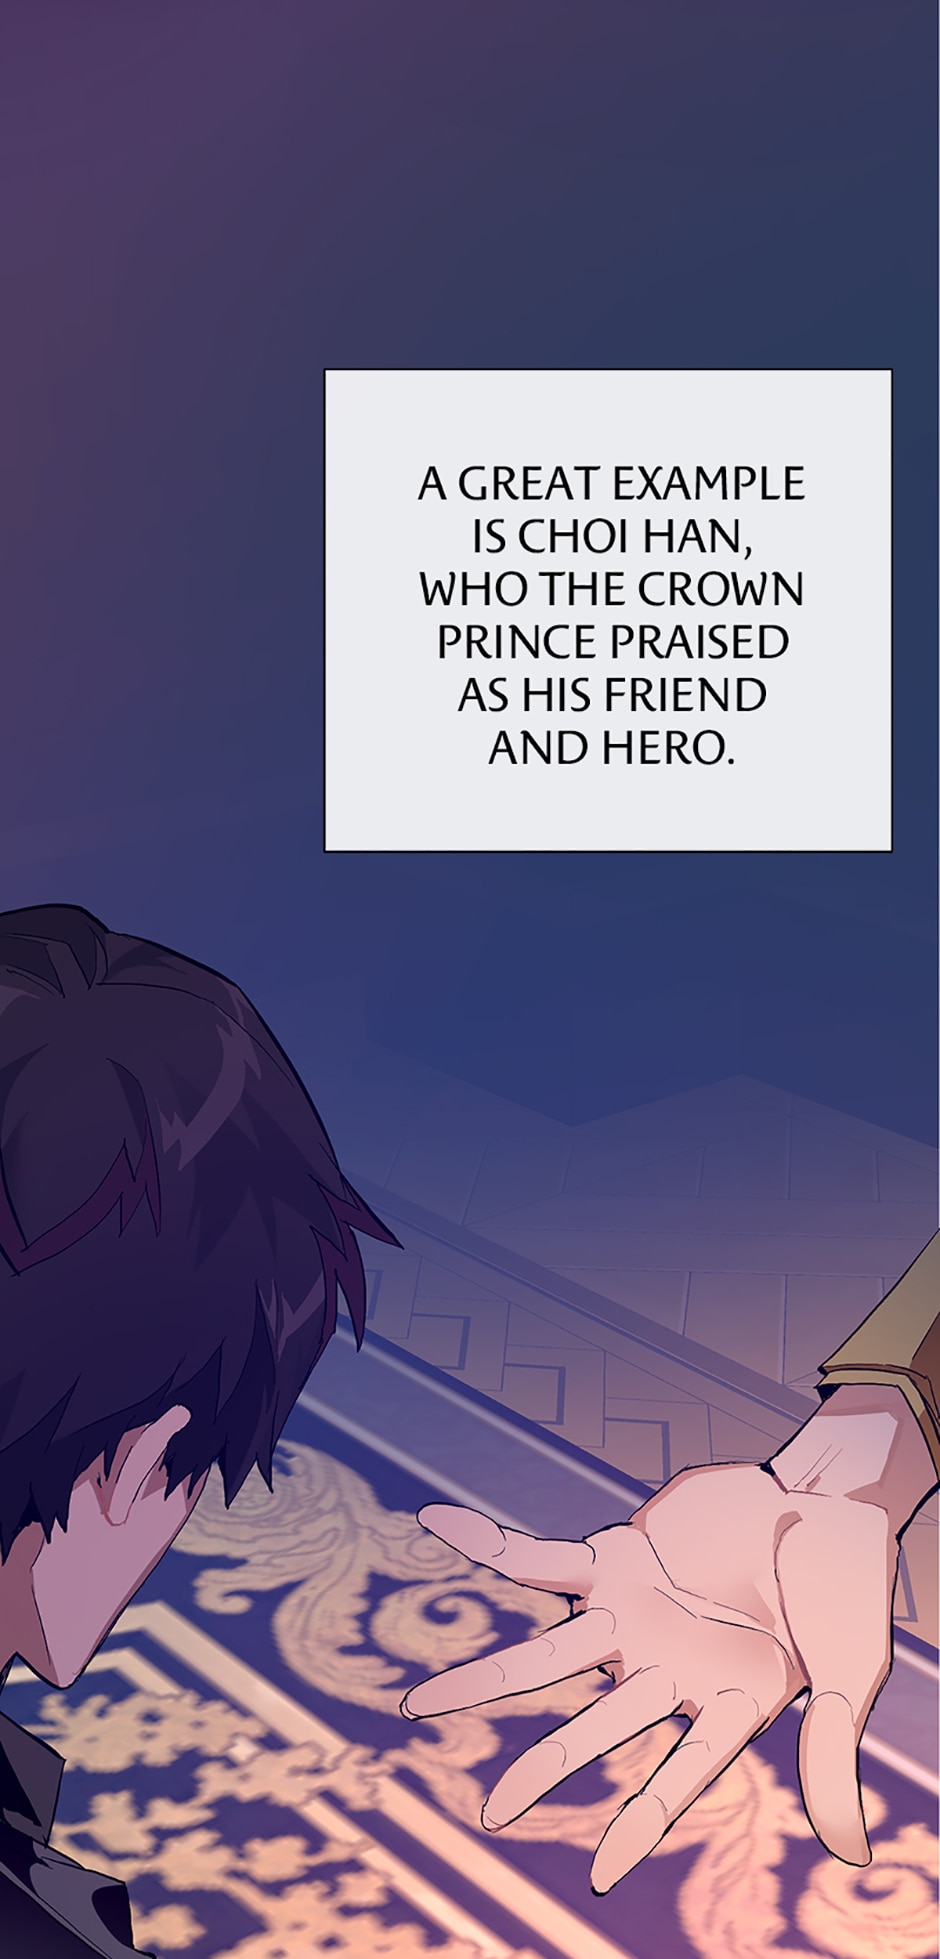 A GREAT EXAMPLE
IS CHOI HAN,
WHO THE CROWN
PRINCE PRAISED
AS HIS FRIEND
AND HERO.